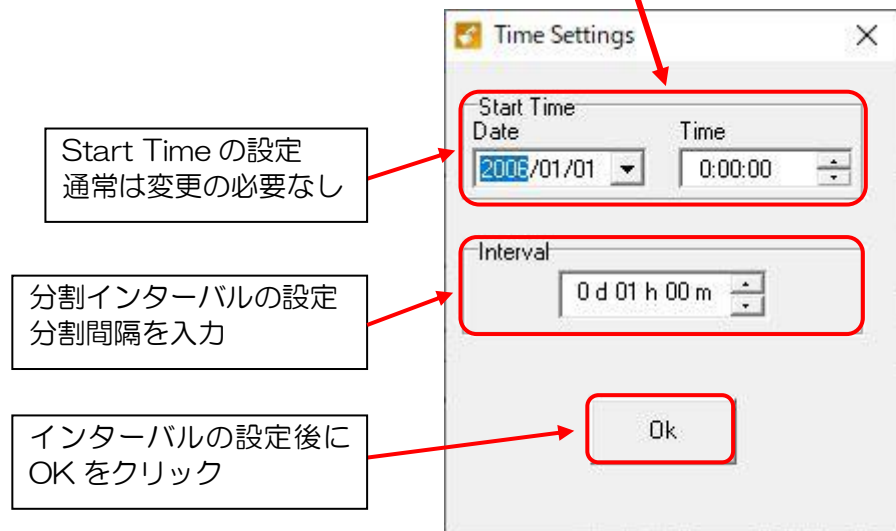 Time Settings
Start Time
Date Time
2006/01/01 0:00:00
Start Time の設定
通常は変更の必要なし
Interval
0 d 01 h 00 m
分割インターバルの設定
分割間隔を入力
Ok
インターバルの設定後に
OK をクリック